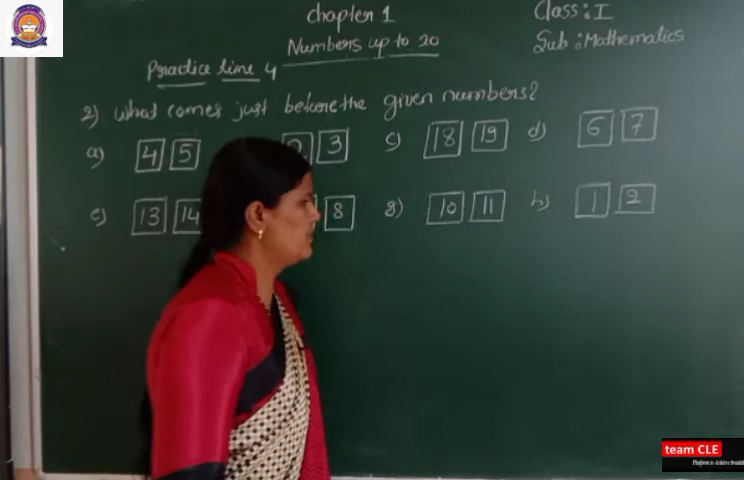 Chapter 1
Class: I
Numbers up to 20
Sub: Mathematics
Practice time 4
2) What comes just before the given numbers?
a) 4 5 2 3 c) 18 19 d) 6 7
e) 13 14 8 g) 10 11 h) 1 2
team CLE